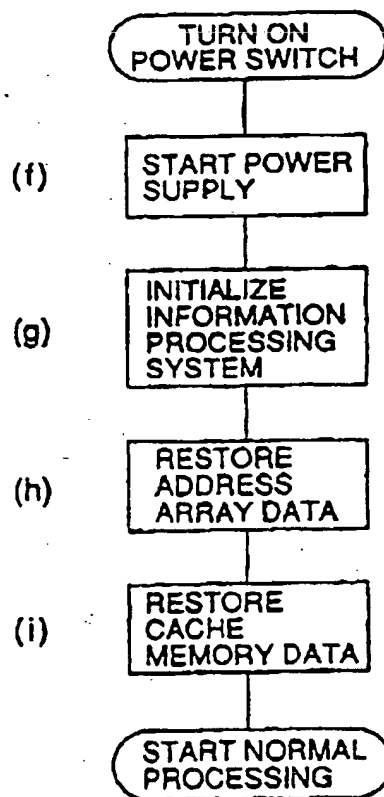 TURN ON
POWER SWITCH
(f)
START POWER
SUPPLY
(g)
INITIALIZE
INFORMATION
PROCESSING
SYSTEM
(h)
RESTORE
ADDRESS
ARRAY DATA
(i)
RESTORE
CACHE
MEMORY DATA
START NORMAL
PROCESSING